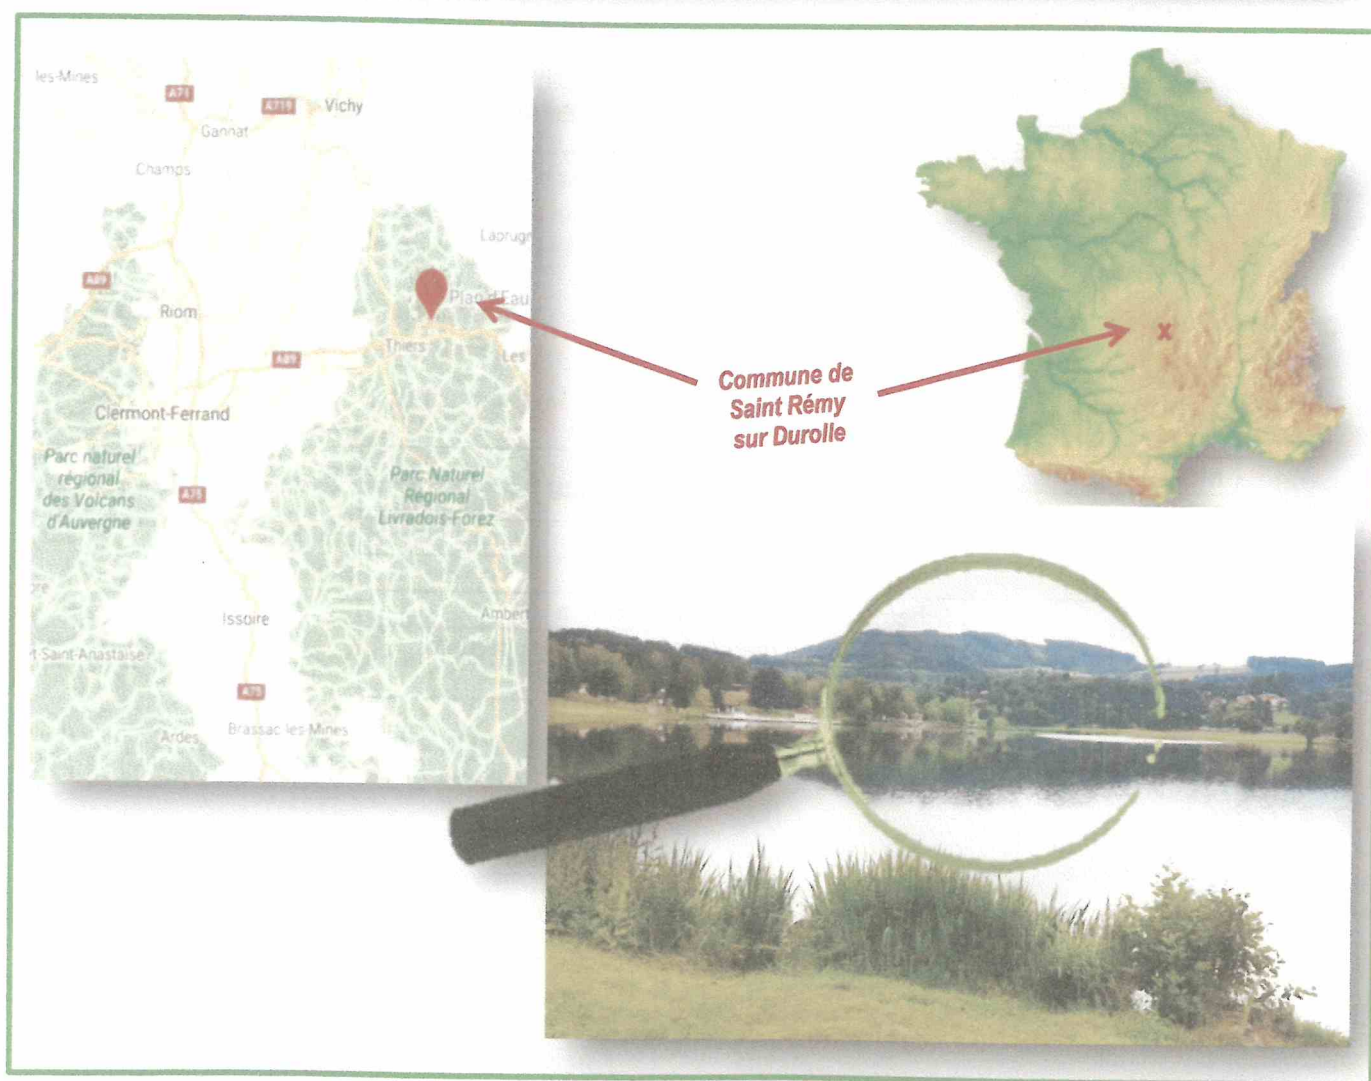 les-Mines
A71
A719
Vichy
Gannat
Champs
A89
Riom
Plan d'Eau
Thiers
Les
A89
Clermont-Ferrand
Parc naturel
régional
des Volcans
d'Auvergne
A75
Parc Naturel
Régional
Livradois-Forez
Issoire
Ambert
t-Saint-Anastaise
A75
Brassac-les-Mines
Ardes
Commune de
Saint Rémy
sur Durolle
x